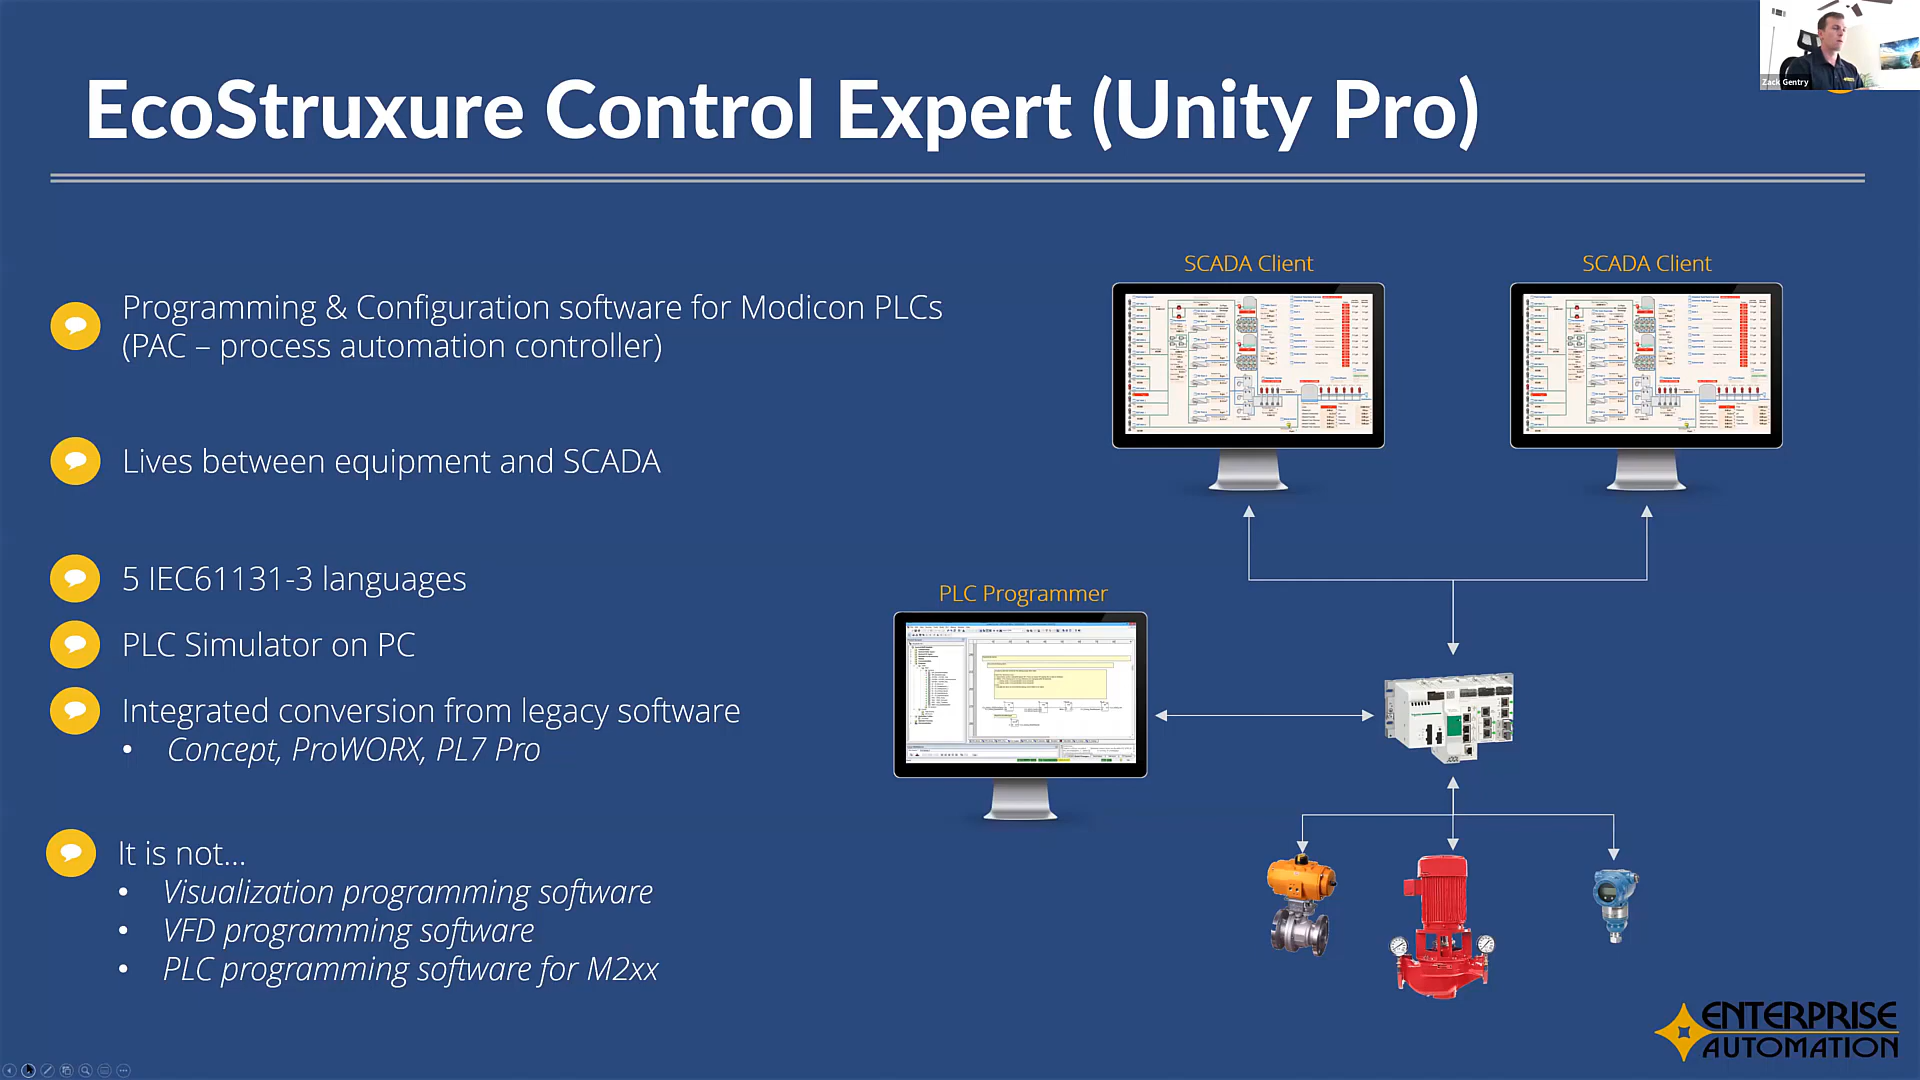 Zack Gentry
EcoStruxure Control Expert (Unity Pro)
Programming & Configuration software for Modicon PLCs
(PAC – process automation controller)
Lives between equipment and SCADA
5 IEC61131-3 languages
PLC Simulator on PC
Integrated conversion from legacy software
• Concept, ProWORX, PL7 Pro
It is not...
• Visualization programming software
• VFD programming software
• PLC programming software for M2xx
SCADA Client
SCADA Client
PLC Programmer
ENTERPRISE
AUTOMATION